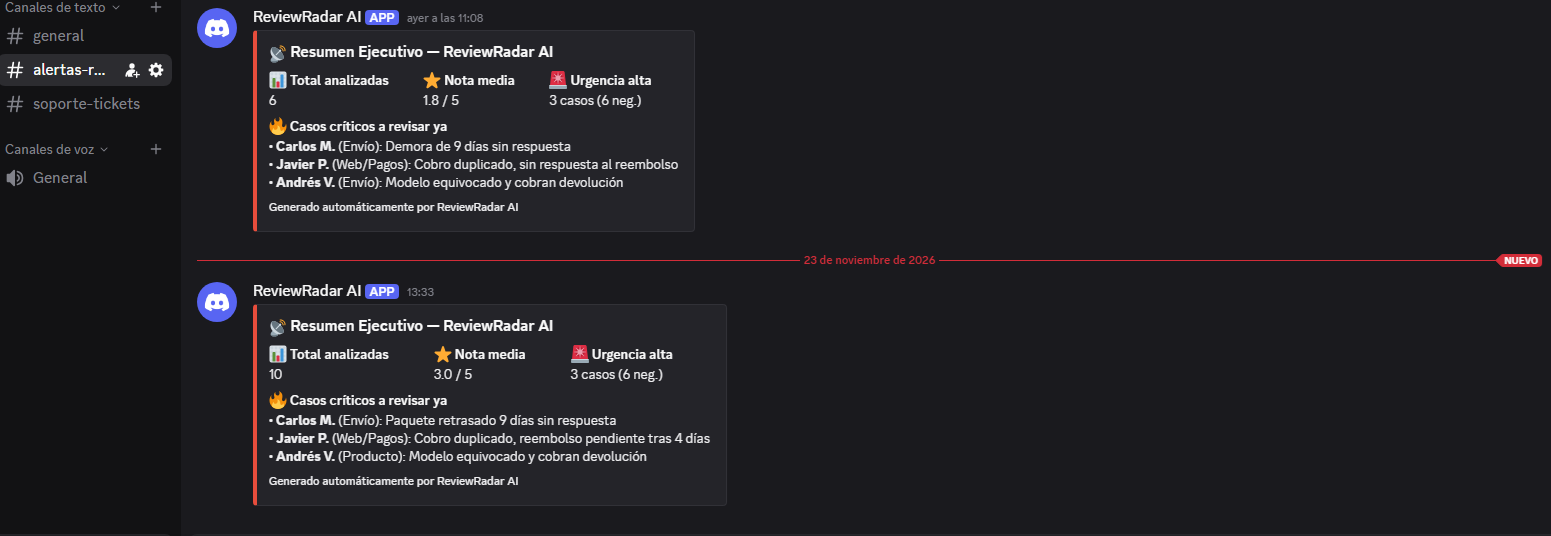 Canales de texto
general
alertas-r...
soporte-tickets
Canales de voz
General
ReviewRadar AI APP ayer a las 11:08
Resumen Ejecutivo — ReviewRadar AI
Total analizadas Nota media Urgencia alta
6 1.8 / 5 3 casos (6 neg.)
Casos críticos a revisar ya
• Carlos M. (Envío): Demora de 9 días sin respuesta
• Javier P. (Web/Pagos): Cobro duplicado, sin respuesta al reembolso
• Andrés V. (Envío): Modelo equivocado y cobran devolución
Generado automáticamente por ReviewRadar AI
23 de noviembre de 2026 NUEVO
ReviewRadar AI APP 13:33
Resumen Ejecutivo — ReviewRadar AI
Total analizadas Nota media Urgencia alta
10 3.0 / 5 3 casos (6 neg.)
Casos críticos a revisar ya
• Carlos M. (Envío): Paquete retrasado 9 días sin respuesta
• Javier P. (Web/Pagos): Cobro duplicado, reembolso pendiente tras 4 días
• Andrés V. (Producto): Modelo equivocado y cobran devolución
Generado automáticamente por ReviewRadar AI